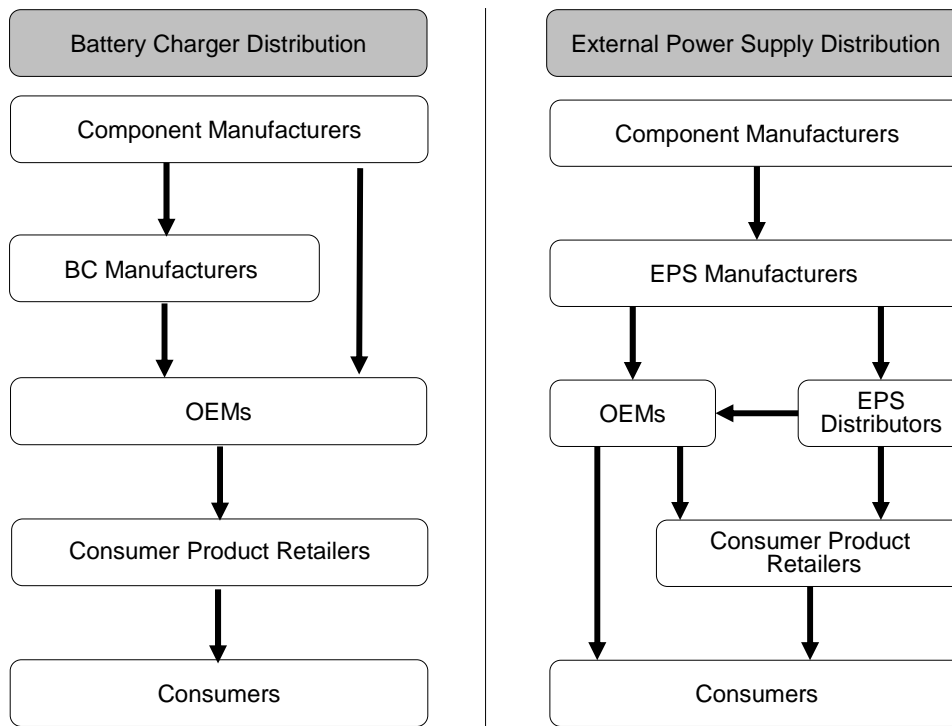 Battery Charger Distribution
Component Manufacturers
BC Manufacturers
OEMs
Consumer Product Retailers
Consumers
External Power Supply Distribution
Component Manufacturers
EPS Manufacturers
OEMs
EPS
Distributors
Consumer Product
Retailers
Consumers